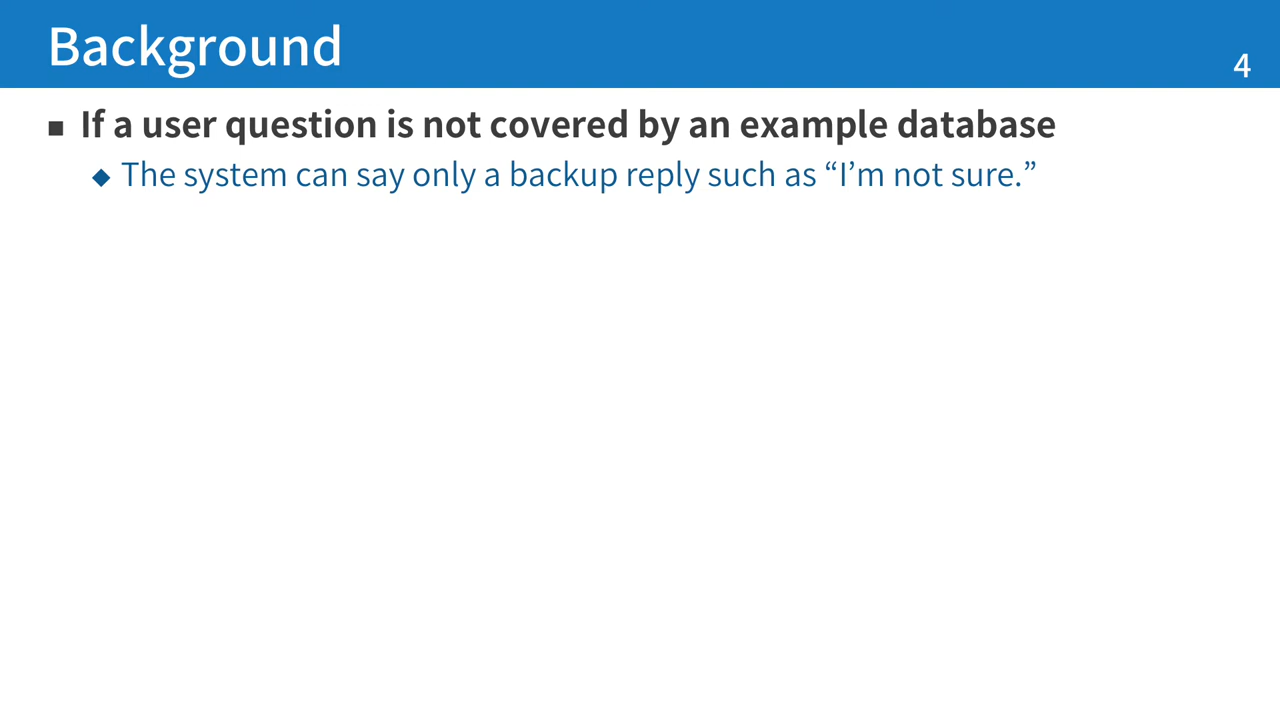 Background
4
■ If a user question is not covered by an example database
◆ The system can say only a backup reply such as “I’m not sure.”